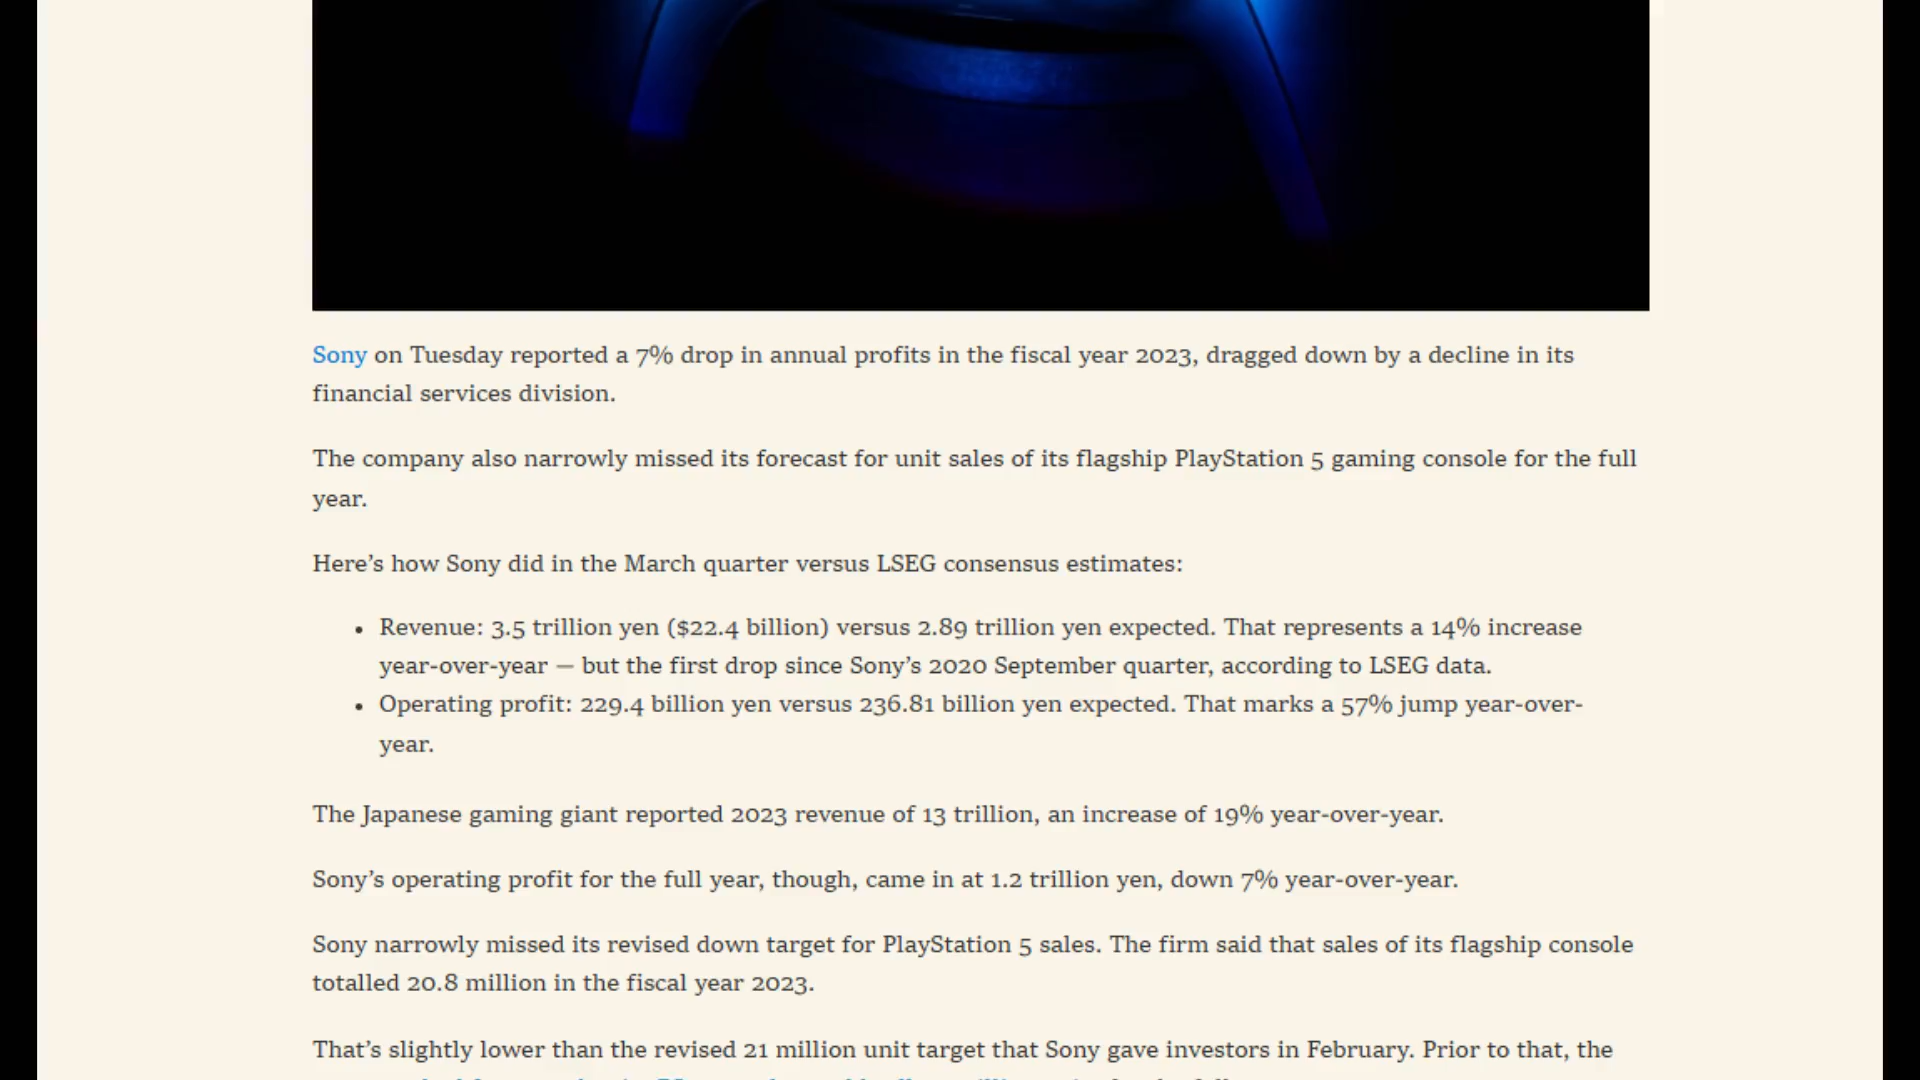 Sony on Tuesday reported a 7% drop in annual profits in the fiscal year 2023, dragged down by a decline in its
financial services division.
The company also narrowly missed its forecast for unit sales of its flagship PlayStation 5 gaming console for the full
year.
Here’s how Sony did in the March quarter versus LSEG consensus estimates:
• Revenue: 3.5 trillion yen ($22.4 billion) versus 2.89 trillion yen expected. That represents a 14% increase
year-over-year — but the first drop since Sony’s 2020 September quarter, according to LSEG data.
• Operating profit: 229.4 billion yen versus 236.81 billion yen expected. That marks a 57% jump year-over-
year.
The Japanese gaming giant reported 2023 revenue of 13 trillion, an increase of 19% year-over-year.
Sony’s operating profit for the full year, though, came in at 1.2 trillion yen, down 7% year-over-year.
Sony narrowly missed its revised down target for PlayStation 5 sales. The firm said that sales of its flagship console
totalled 20.8 million in the fiscal year 2023.
That’s slightly lower than the revised 21 million unit target that Sony gave investors in February. Prior to that, the